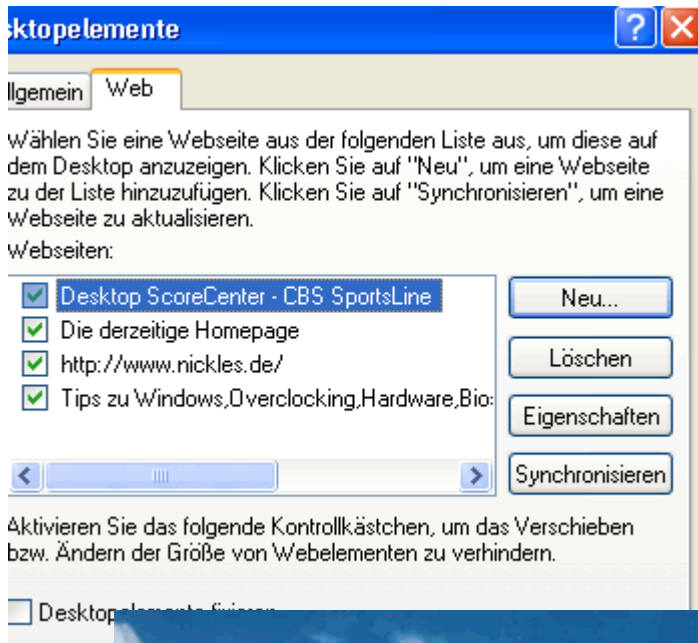 sktopelemente
llgemein Web
Wählen Sie eine Webseite aus der folgenden Liste aus, um diese auf
dem Desktop anzuzeigen. Klicken Sie auf "Neu", um eine Webseite
zu der Liste hinzuzufügen. Klicken Sie auf "Synchronisieren", um eine
Webseite zu aktualisieren.
Webseiten:
Desktop ScoreCenter - CBS SportsLine
Neu...
Die derzeitige Homepage
http://www.nickles.de/
Löschen
Tips zu Windows,Overclocking,Hardware,Bios
Eigenschaften
Synchronisieren
Aktivieren Sie das folgende Kontrollkästchen, um das Verschieben
bzw. Ändern der Größe von Webelementen zu verhindern.
Desktopelemente fixieren